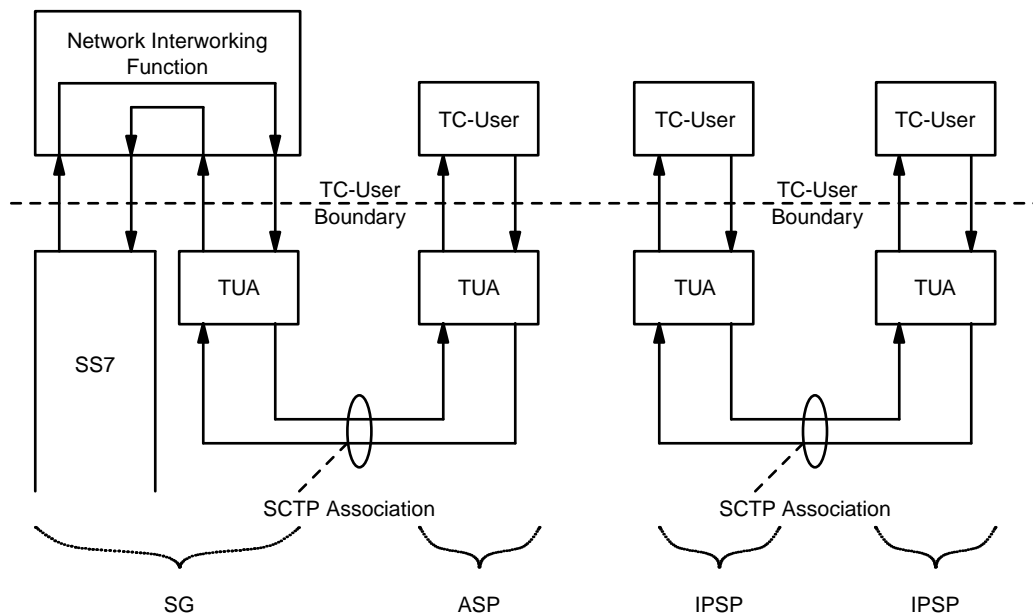 Network Interworking
Function
TC-User
TC-User
TC-User
TC-User
Boundary
TC-User
Boundary
TUA
TUA
TUA
TUA
SS7
SCTP Association
SCTP Association
SG
ASP
IPSP
IPSP